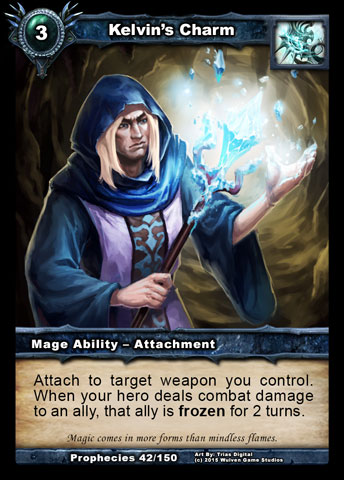 3
Kelvin's Charm
Mage Ability – Attachment
Attach to target weapon you control.
When your hero deals combat damage
to an ally, that ally is frozen for 2 turns.
Magic comes in more forms than mindless flames.
Prophecies 42/150
Art By: Trias Digital
(c) 2015 Wulven Game Studios